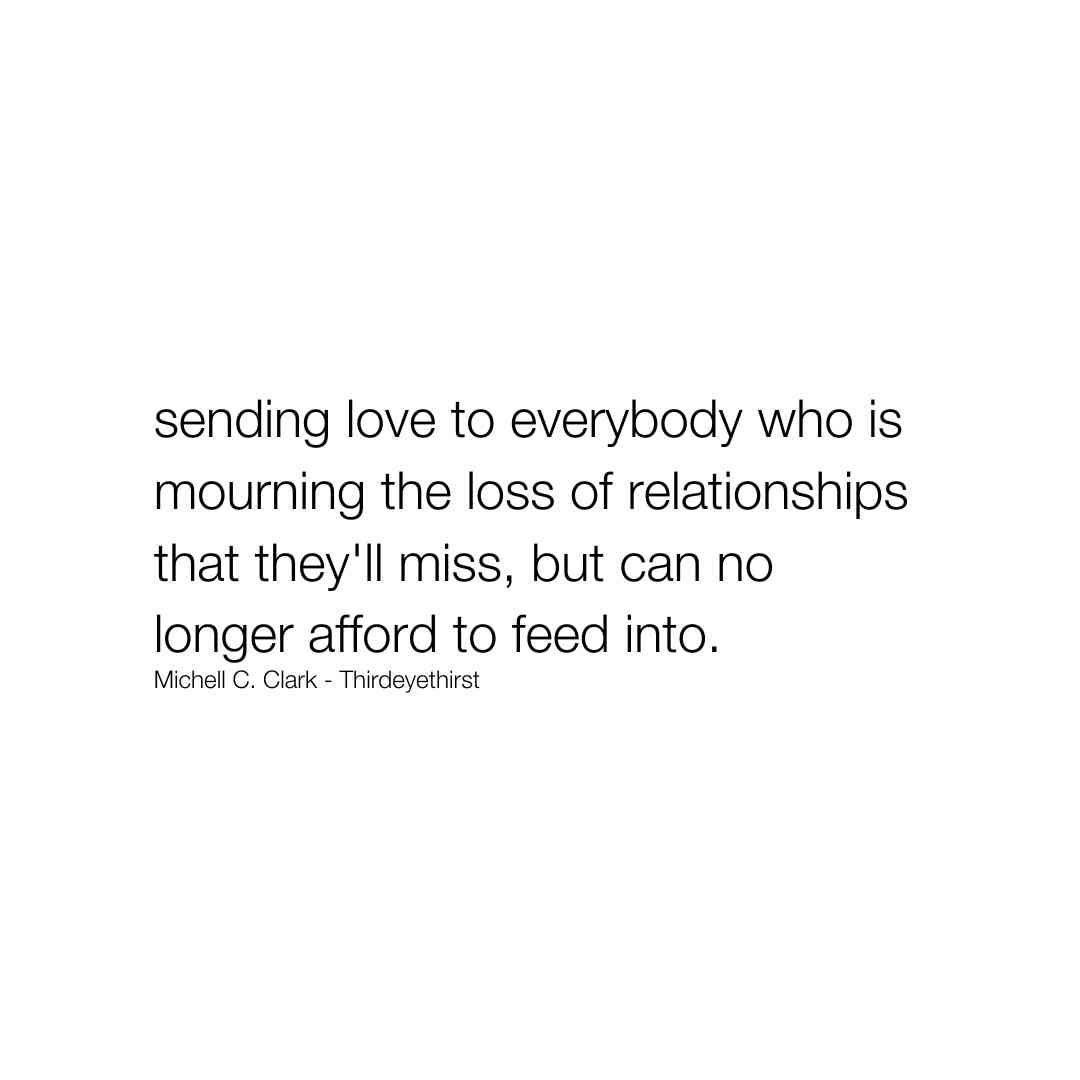 sending love to everybody who is
mourning the loss of relationships
that they'll miss, but can no
longer afford to feed into.
Michell C. Clark - Thirdeyethirst